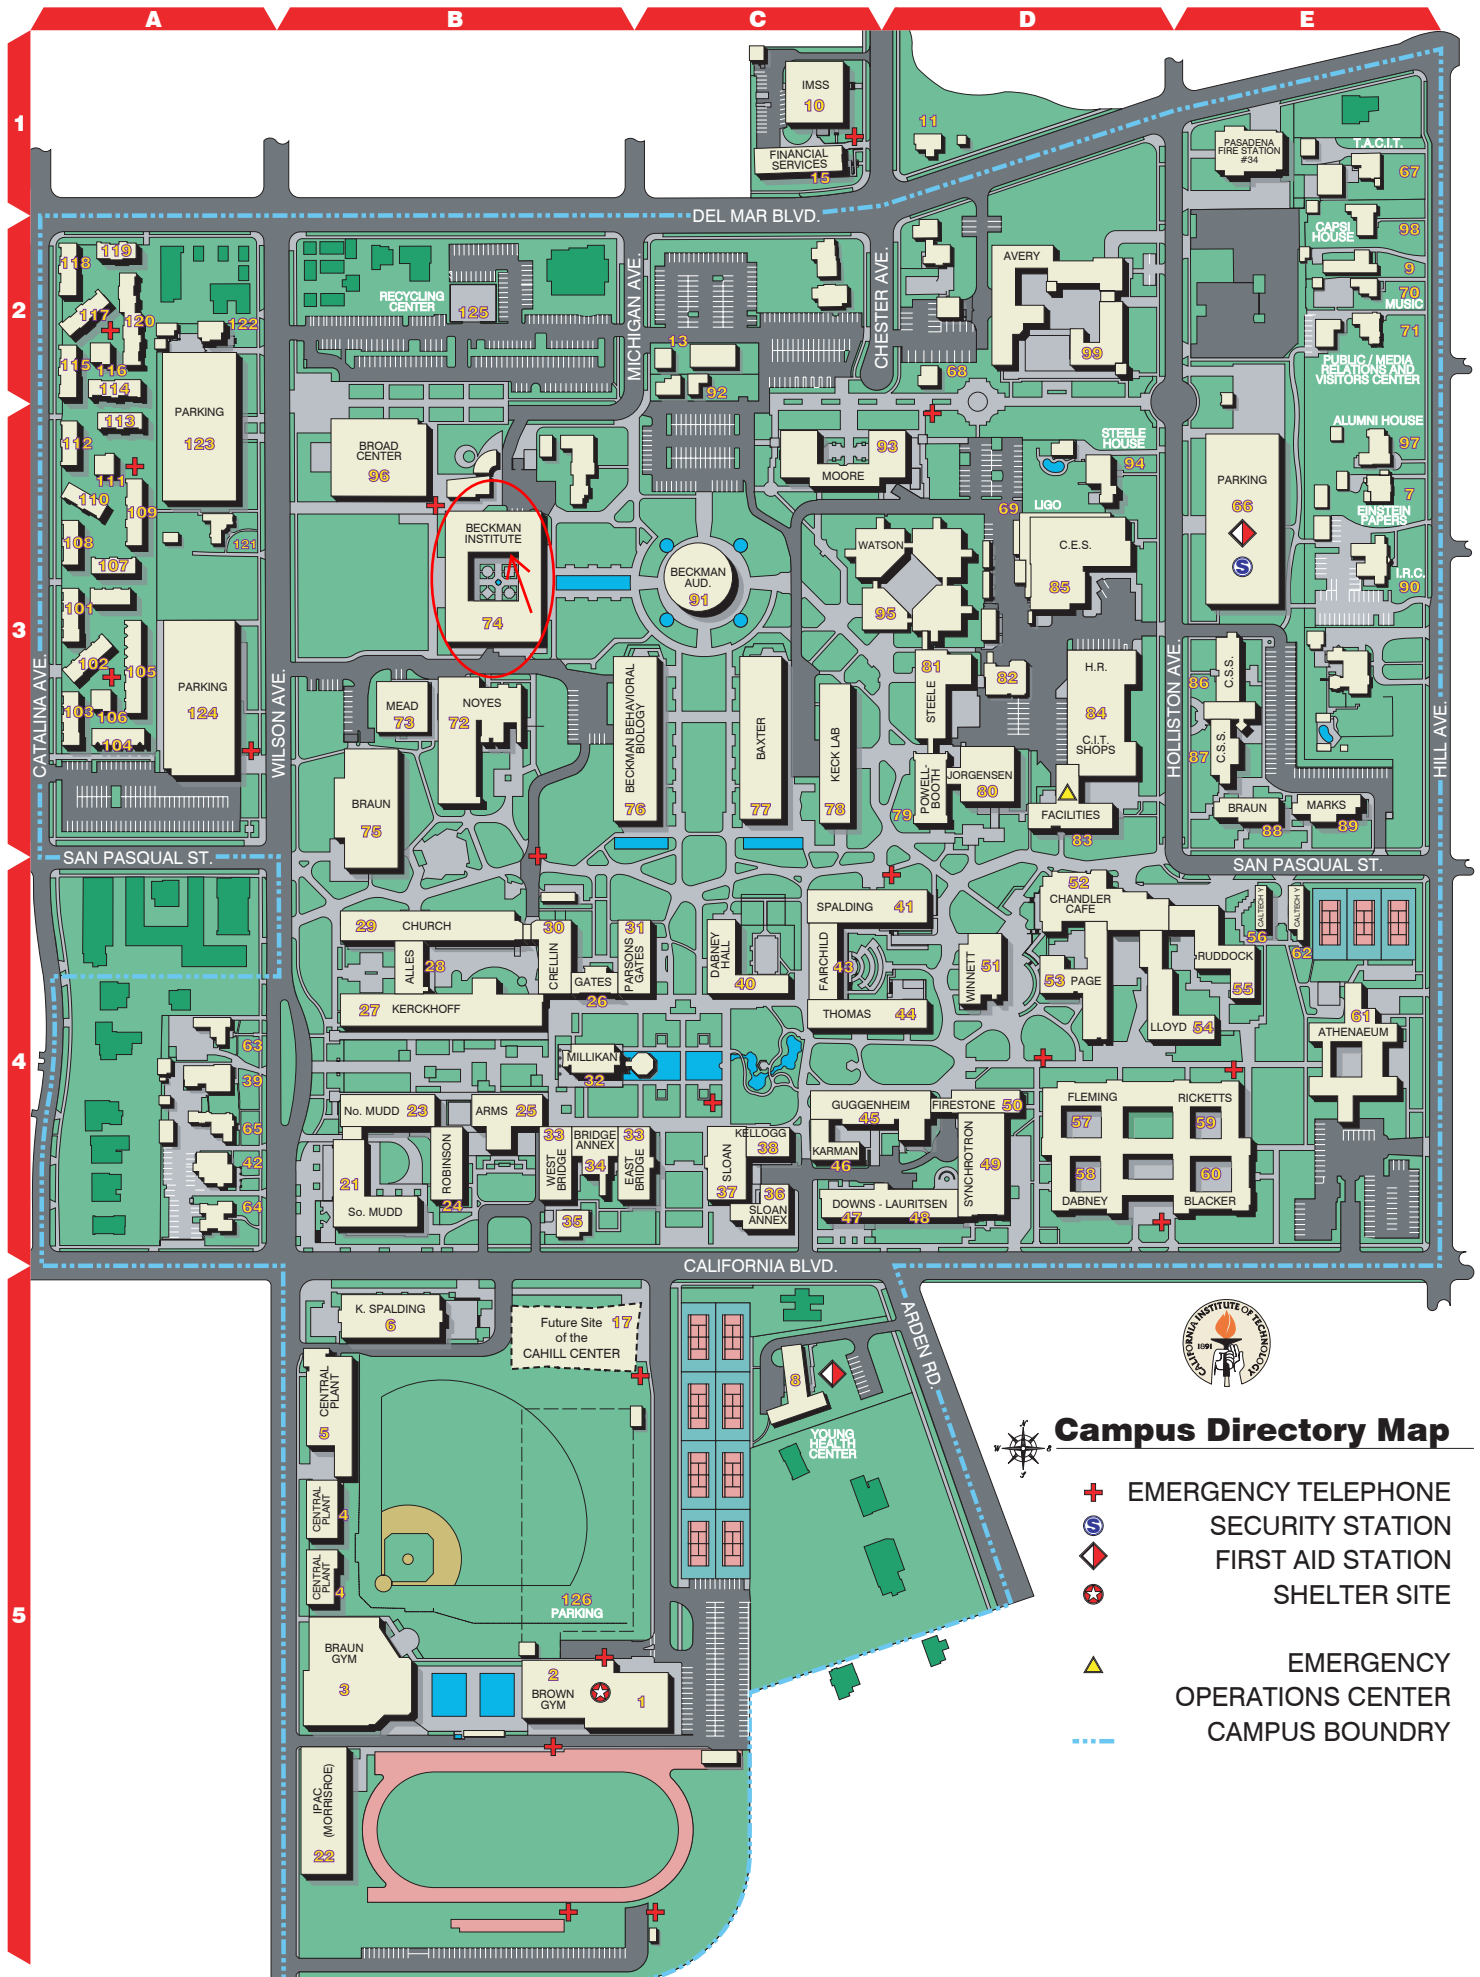 A
B
C
D
E
1
2
3
4
5
IMSS
10
FINANCIAL
SERVICES
15
11
PASADENA
FIRE STATION
#34
T.A.C.I.T.
67
DEL MAR BLVD.
CAPSI
HOUSE
98
9
70
MUSIC
71
PUBLIC / MEDIA
RELATIONS AND
VISITORS CENTER
118
119
117
120
122
115
116
114
RECYCLING
CENTER
125
MICHIGAN AVE.
13
92
CHESTER AVE.
AVERY
99
68
PARKING
123
113
112
111
110
109
108
107
121
BROAD
CENTER
96
MOORE
93
STEELE
HOUSE
94
LIGO
69
ALUMNI HOUSE
97
7
EINSTEIN
PAPERS
PARKING
66
S
I.R.C.
90
BECKMAN
INSTITUTE
74
BECKMAN
AUD.
91
WATSON
95
C.E.S.
85
101
102
105
103
106
104
PARKING
124
CATALINA AVE.
WILSON AVE.
MEAD
73
NOYES
72
BRAUN
75
BECKMAN BEHAVIORAL
BIOLOGY
76
BAXTER
77
KECK LAB
78
STEELE
81
82
H.R.
84
C.I.T.
SHOPS
POWELL-
BOOTH
79
JORGENSEN
80
FACILITIES
83
HOLLISTON AVE.
C.S.S.
86
C.S.S.
87
BRAUN
88
MARKS
89
HILL AVE.
SAN PASQUAL ST.
SAN PASQUAL ST.
29
CHURCH
ALLES
28
27
KERCKHOFF
30
CRELLIN
GATES
26
31
PARSONS
GATES
DABNEY
HALL
40
SPALDING
41
FAIRCHILD
43
THOMAS
44
WINNETT
51
52
CHANDLER
CAFE
53
PAGE
LLOYD
54
RUDDOCK
55
CALTECH Y
56
CALTECH Y
62
61
ATHENAEUM
63
39
65
42
64
MILLIKAN
32
No. MUDD
23
ARMS
25
21
So. MUDD
ROBINSON
24
33
WEST
BRIDGE
BRIDGE
ANNEX
34
33
EAST
BRIDGE
35
KELLOGG
38
SLOAN
37
36
SLOAN
ANNEX
GUGGENHEIM
45
KARMAN
46
FIRESTONE
50
SYNCHROTRON
49
DOWNS - LAURITSEN
47
48
FLEMING
57
RICKETTS
59
58
DABNEY
60
BLACKER
CALIFORNIA BLVD.
K. SPALDING
6
Future Site
of the
CAHILL CENTER
17
CENTRAL
PLANT
5
CENTRAL
PLANT
4
CENTRAL
PLANT
4
8
YOUNG
HEALTH
CENTER
ARDEN RD.
126
PARKING
BRAUN
GYM
3
2
BROWN
GYM
1
IPAC
(MORRISROE)
22
CALIFORNIA INSTITUTE OF TECHNOLOGY
1891
N
W
S
Campus Directory Map
EMERGENCY TELEPHONE
S
SECURITY STATION
FIRST AID STATION
SHELTER SITE
EMERGENCY
OPERATIONS CENTER
CAMPUS BOUNDRY